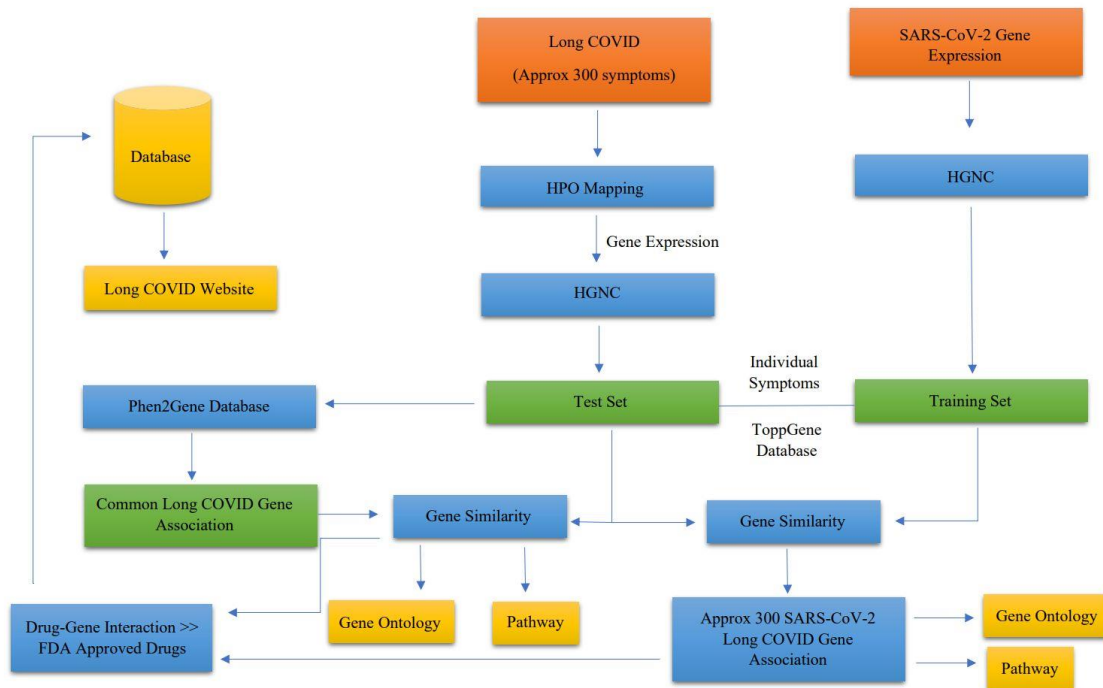 Long COVID
(Approx 300 symptoms)
SARS-CoV-2 Gene
Expression
Database
HPO Mapping
HGNC
Gene Expression
Long COVID Website
HGNC
Individual
Symptoms
Phen2Gene Database
Test Set
Training Set
ToppGene
Database
Common Long COVID Gene
Association
Gene Similarity
Gene Similarity
Drug-Gene Interaction >>
FDA Approved Drugs
Gene Ontology
Pathway
Approx 300 SARS-CoV-2
Long COVID Gene
Association
Gene Ontology
Pathway